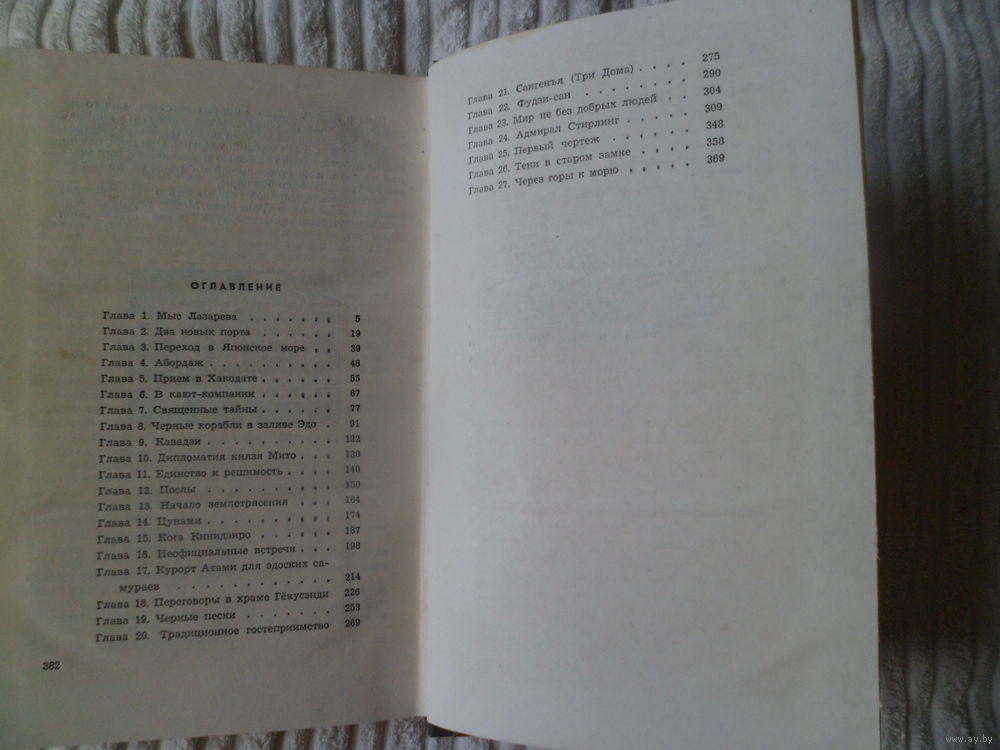 ОГЛАВЛЕНИЕ
Глава 1. Мыс Лазарева . . . . . . . 5
Глава 2. Два новых порта . . . . . . 19
Глава 3. Переход в Японское море . . 39
Глава 4. Абордаж . . . . . . . . . 48
Глава 5. Прием в Хакодате . . . . . 55
Глава 6. В кают-компании . . . . . 67
Глава 7. Священные тайны . . . . . 77
Глава 8. Черные корабли в заливе Эдо . 91
Глава 9. Кавадзи . . . . . . . . . 122
Глава 10. Дипломатия князя Мито . . . 130
Глава 11. Единство и решимость . . . . 140
Глава 12. Послы . . . . . . . . . 150
Глава 13. Начало землетрясения . . . 164
Глава 14. Цунами . . . . . . . . . 174
Глава 15. Кога Кинидзиро . . . . . . 187
Глава 16. Неофициальные встречи . . . 198
Глава 17. Курорт Атами для эдоских са-
мураев . . . . . . . . . . . 214
Глава 18. Переговоры в храме Гёкусэнди 226
Глава 19. Черные пески . . . . . . . 253
Глава 20. Традиционное гостеприимство 269
382
Глава 21. Сангенъя (Три Дома) . . . . 275
Глава 22. Фудзи-сан . . . . . . . 290
Глава 23. Мир не без добрых людей . . 304
Глава 24. Адмирал Стирлинг . . . . . 309
Глава 25. Первый чертеж . . . . . . 348
Глава 26. Тени в старом замке . . . . 358
Глава 27. Через горы к морю . . . . . 369
www.ay.by